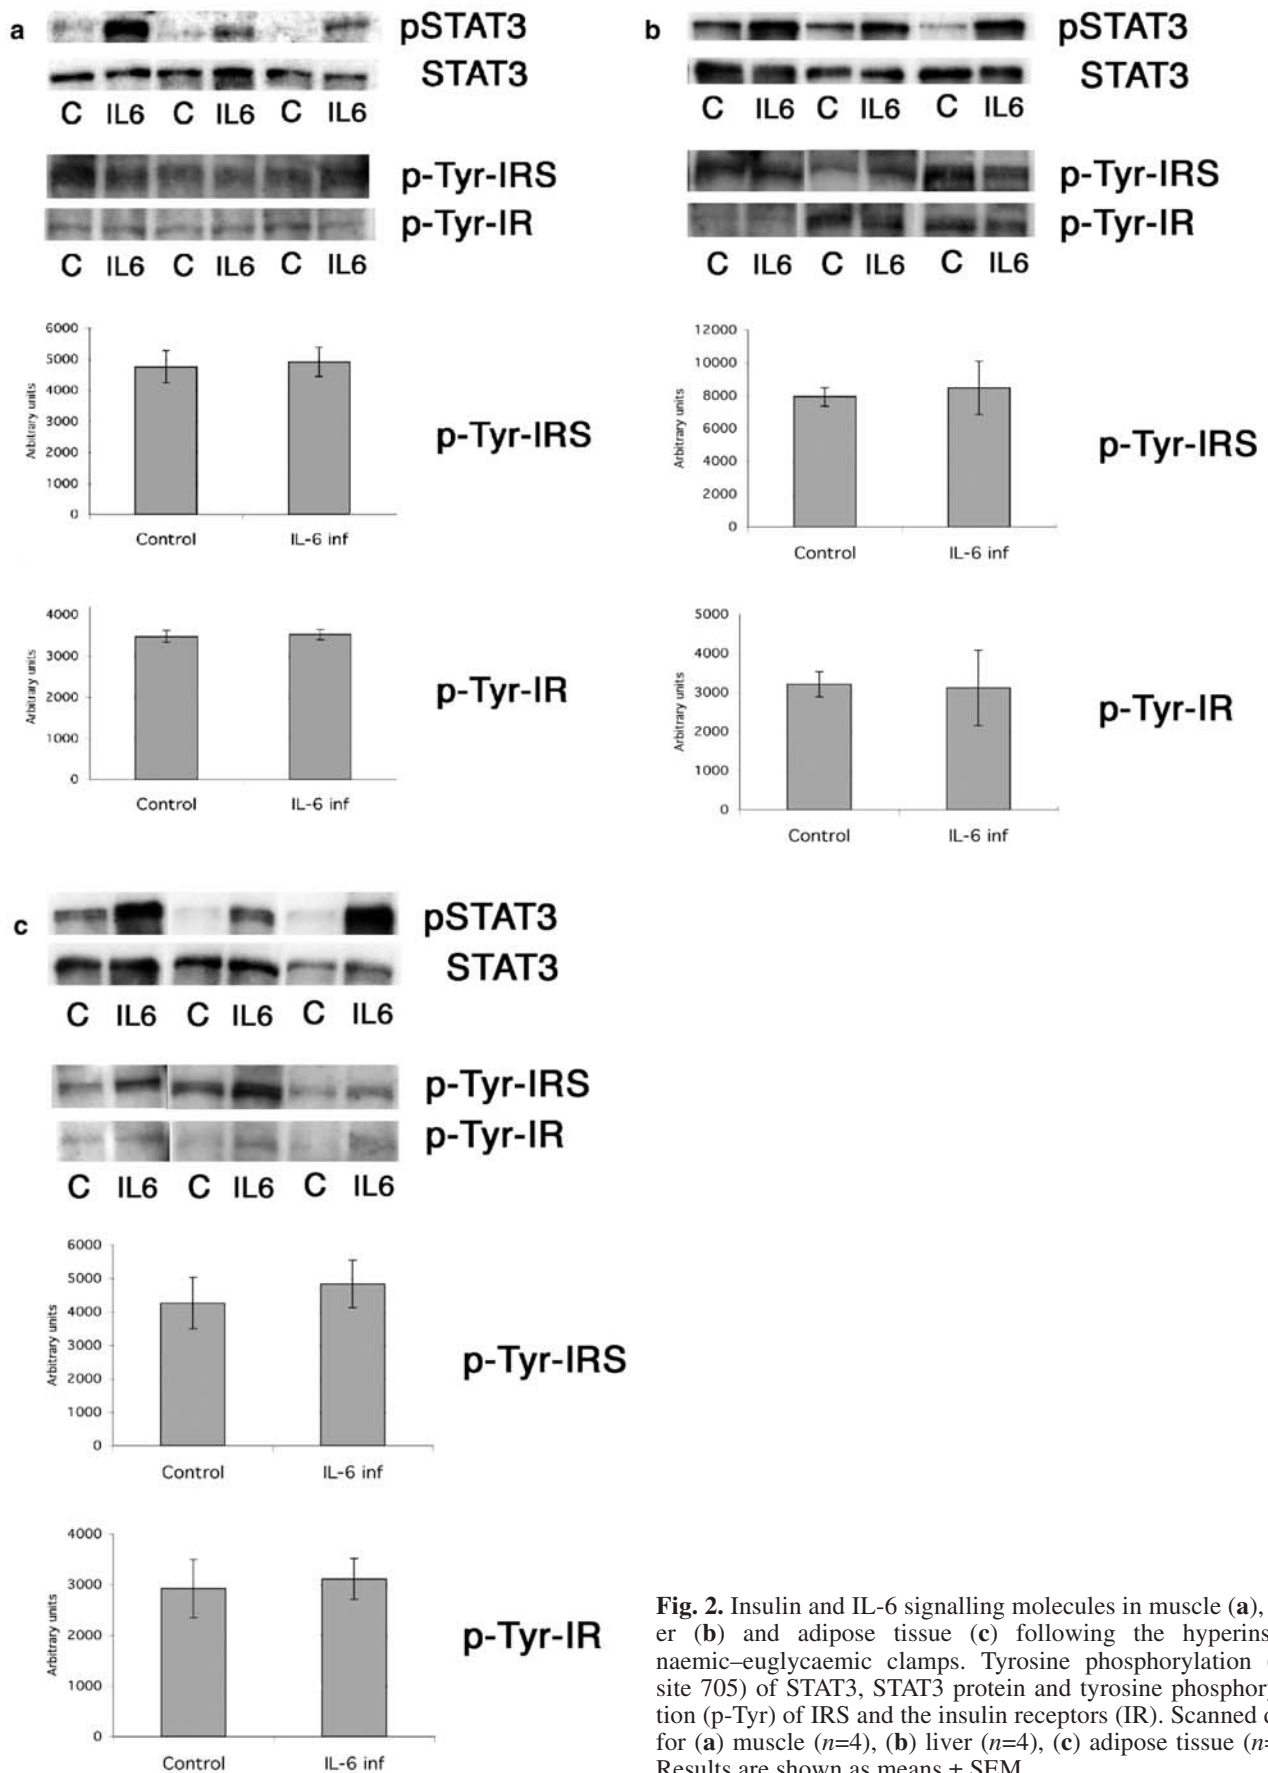 a
pSTAT3
STAT3
C IL6 C IL6 C IL6
p-Tyr-IRS
p-Tyr-IR
C IL6 C IL6 C IL6
6000
5000
4000
3000
2000
1000
0
Arbitrary units
Control IL-6 inf
p-Tyr-IRS
4000
3000
2000
1000
0
Arbitrary units
Control IL-6 inf
p-Tyr-IR
b
pSTAT3
STAT3
C IL6 C IL6 C IL6
p-Tyr-IRS
p-Tyr-IR
C IL6 C IL6 C IL6
12000
10000
8000
6000
4000
2000
0
Arbitrary units
Control IL-6 inf
p-Tyr-IRS
5000
4000
3000
2000
1000
0
Arbitrary units
Control IL-6 inf
p-Tyr-IR
c
pSTAT3
STAT3
C IL6 C IL6 C IL6
p-Tyr-IRS
p-Tyr-IR
C IL6 C IL6 C IL6
6000
5000
4000
3000
2000
1000
0
Arbitrary units
Control IL-6 inf
p-Tyr-IRS
4000
3000
2000
1000
0
Arbitrary units
Control IL-6 inf
p-Tyr-IR
Fig. 2. Insulin and IL-6 signalling molecules in muscle (a),
er (b) and adipose tissue (c) following the hyperins
naemic–euglycaemic clamps. Tyrosine phosphorylation (
site 705) of STAT3, STAT3 protein and tyrosine phosphory
tion (p-Tyr) of IRS and the insulin receptors (IR). Scanned
for (a) muscle (n=4), (b) liver (n=4), (c) adipose tissue (n=
Results are shown as means ± SEM